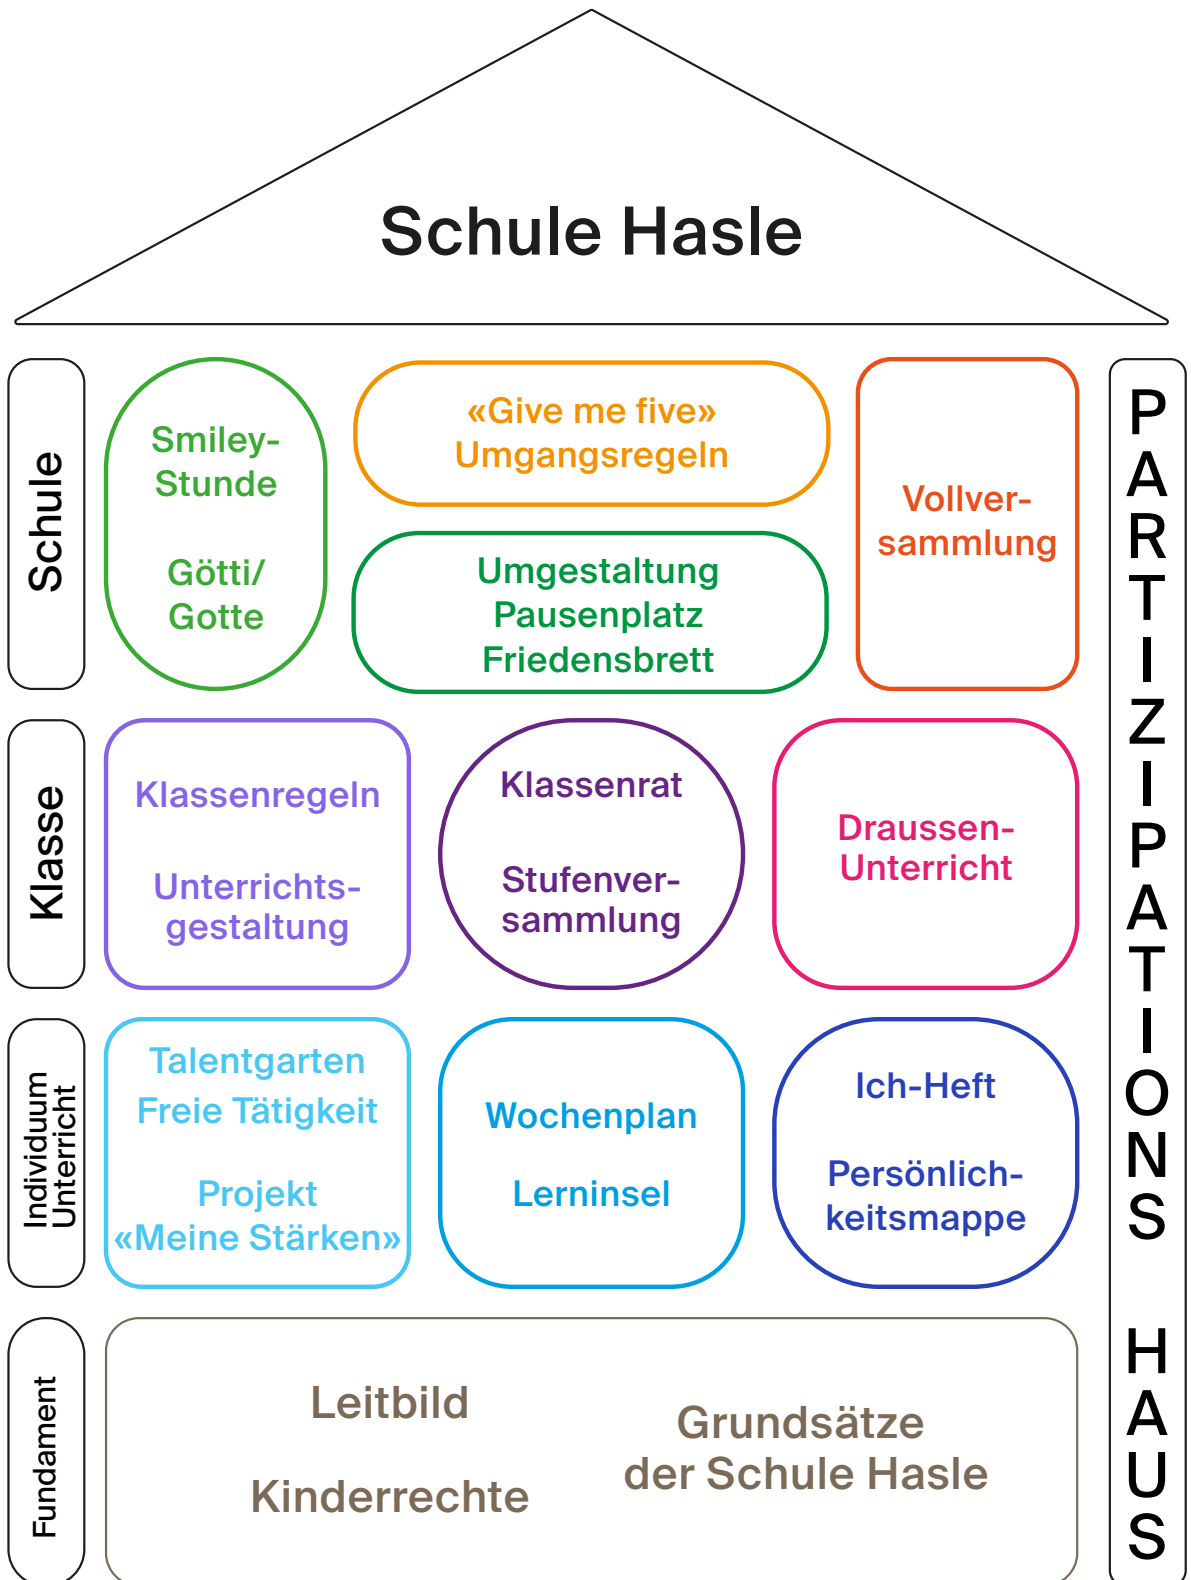 Schule Hasle
Schule
Smiley-
Stunde
Götti/
Gotte
«Give me five»
Umgangsregeln
Umgestaltung
Pausenplatz
Friedensbrett
Vollver-
sammlung
Klasse
Klassenregeln
Unterrichts-
gestaltung
Klassenrat
Stufenver-
sammlung
Draussen-
Unterricht
Individuum
Unterricht
Talentgarten
Freie Tätigkeit
Projekt
«Meine Stärken»
Wochenplan
Lerninsel
Ich-Heft
Persönlich-
keitsmappe
Fundament
Leitbild
Kinderrechte
Grundsätze
der Schule Hasle
PARTIZIPATIONS HAUS